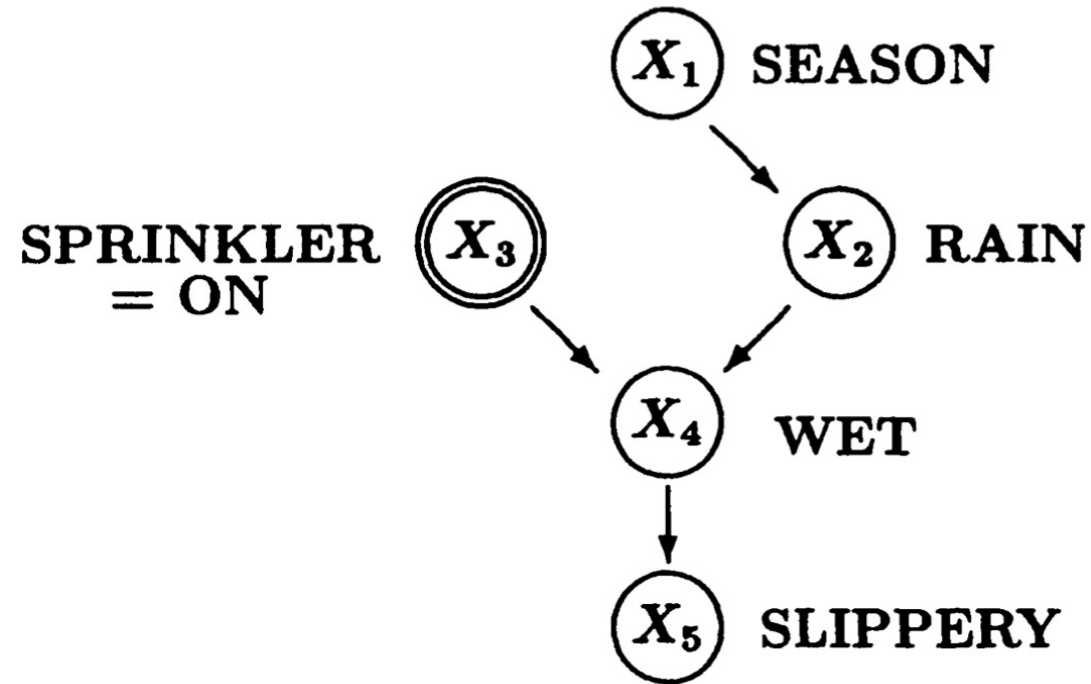 X₁ SEASON
SPRINKLER
= ON
X₃
X₂ RAIN
X₄ WET
X₅ SLIPPERY